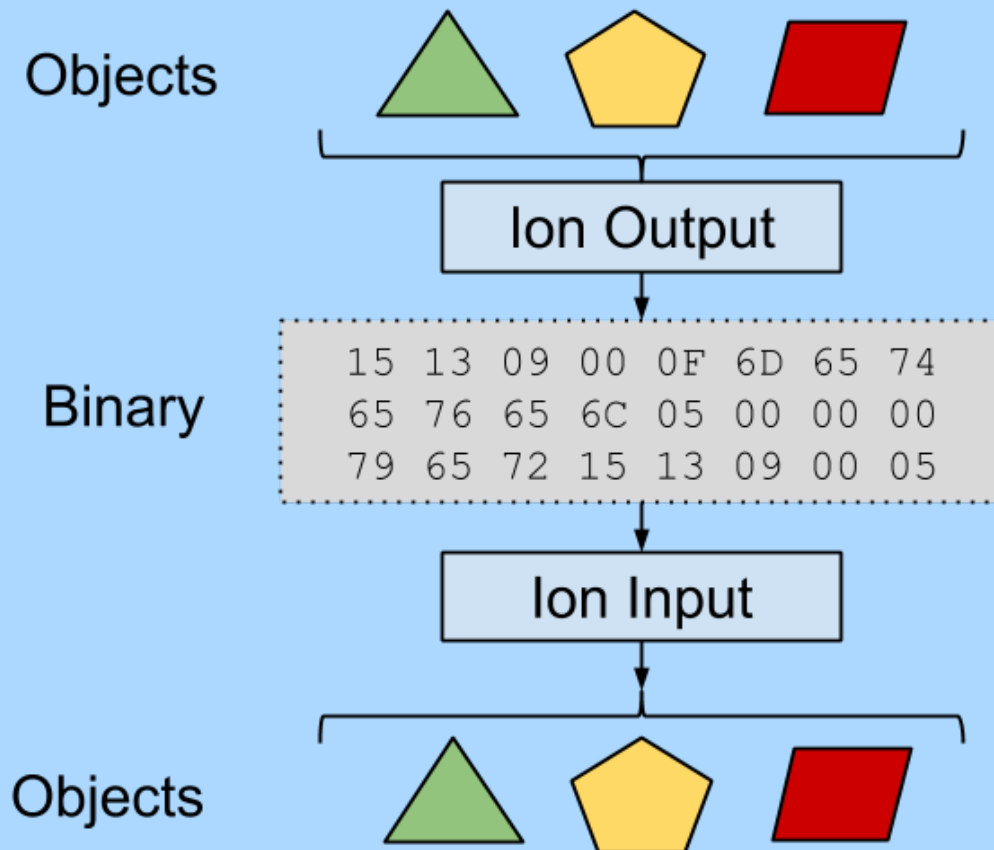 Objects
Ion Output
Binary
15 13 09 00 0F 6D 65 74
65 76 65 6C 05 00 00 00
79 65 72 15 13 09 00 05
Ion Input
Objects